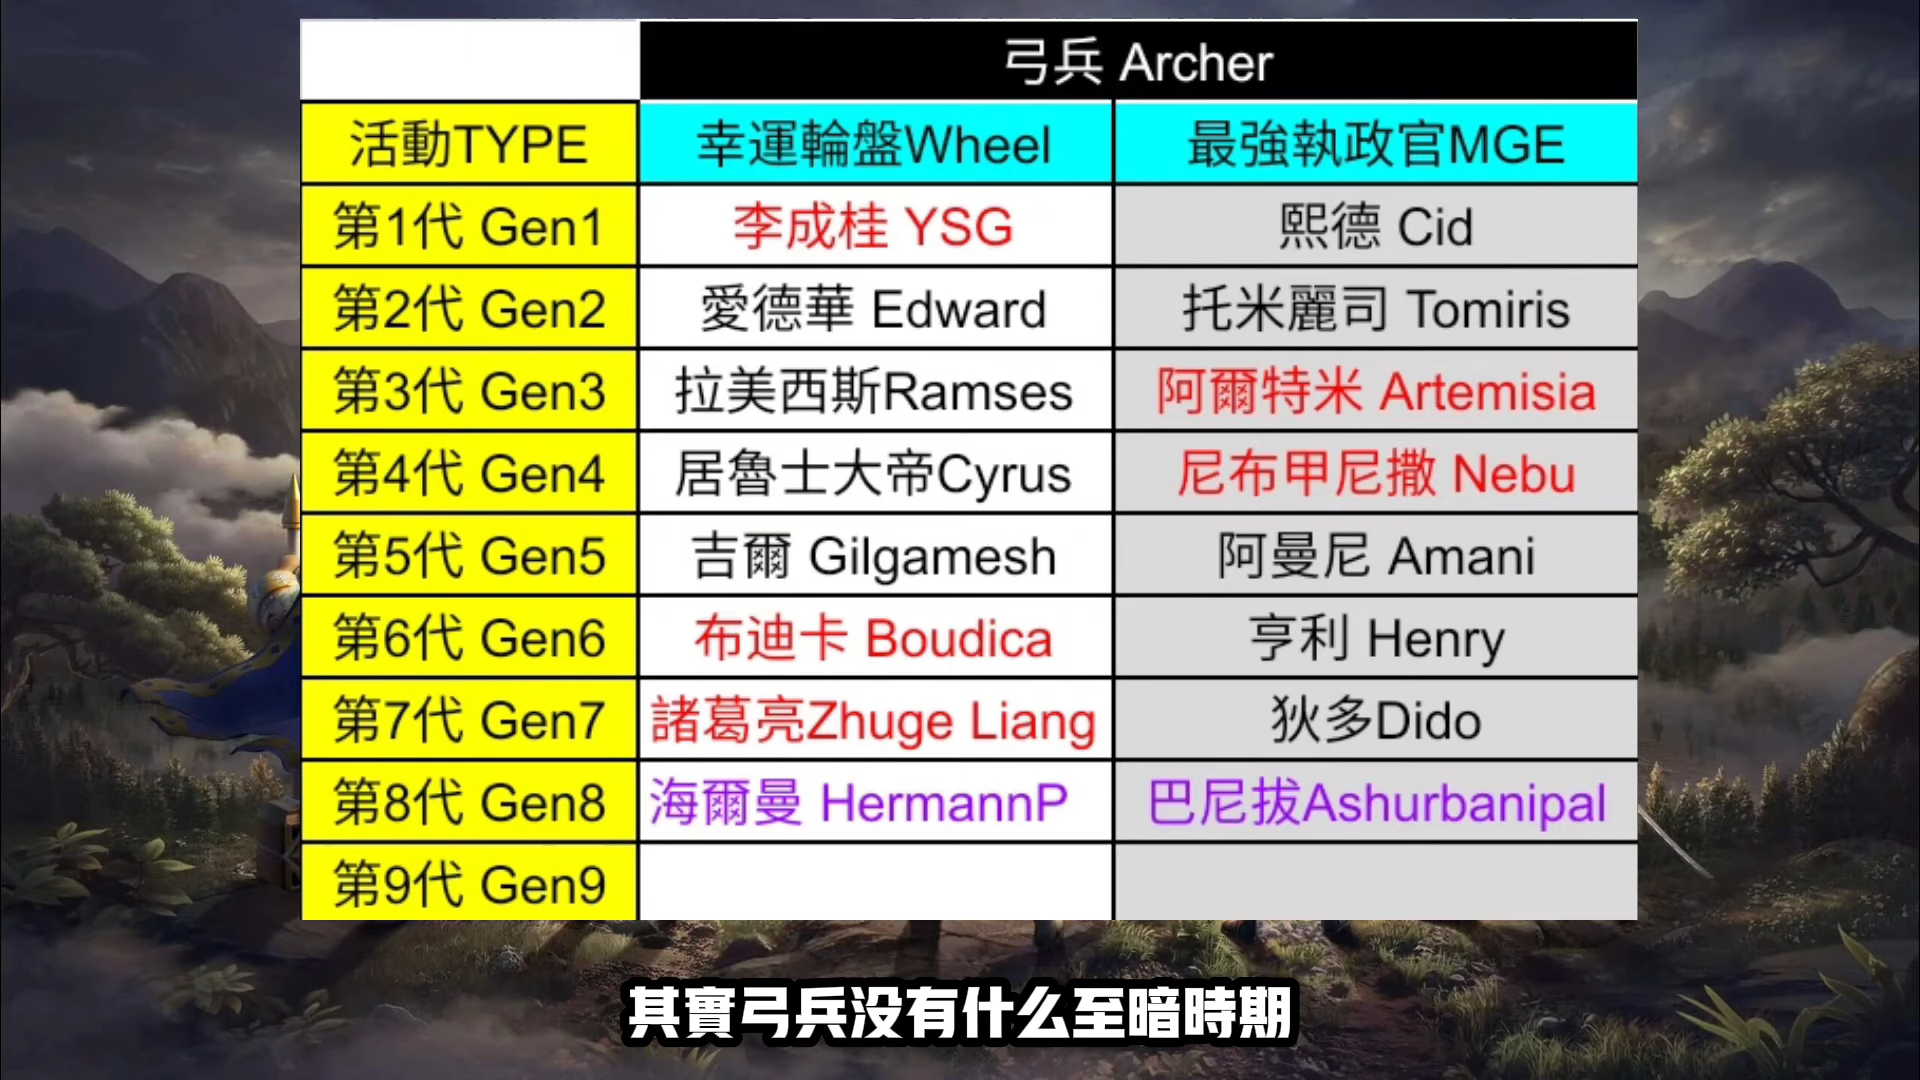 弓兵 Archer
活動TYPE 幸運輪盤Wheel 最強執政官MGE
第1代 Gen1 李成桂 YSG 熙德 Cid
第2代 Gen2 愛德華 Edward 托米麗司 Tomiris
第3代 Gen3 拉美西斯Ramses 阿爾特米 Artemisia
第4代 Gen4 居魯士大帝Cyrus 尼布甲尼撒 Nebu
第5代 Gen5 吉爾 Gilgamesh 阿曼尼 Amani
第6代 Gen6 布迪卡 Boudica 亨利 Henry
第7代 Gen7 諸葛亮Zhuge Liang 狄多Dido
第8代 Gen8 海爾曼 HermannP 巴尼拔Ashurbanipal
第9代 Gen9
其實弓兵没有什么至暗時期